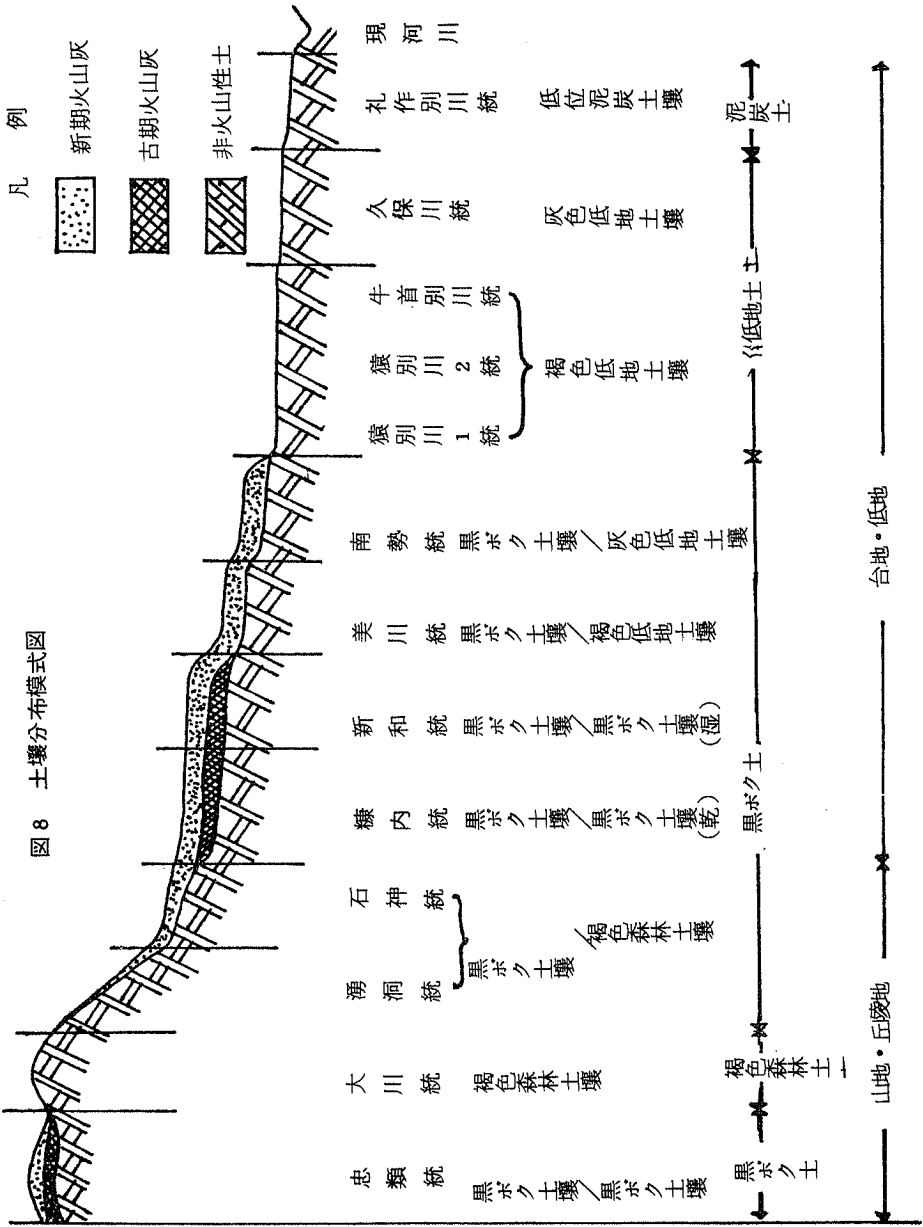 図8 土壌分布模式図
凡例
新期火山灰
古期火山灰
非火山性土
忠類統
大川統
湧洞統
石神統
糠内統
新和統
美川統
南勢統
猿別川1統
猿別川2統
牛首別川統
久保川統
礼作別川統
現河川
黒ボク土壌/黒ボク土壌
褐色森林土壌
黒ボク土壌
/褐色森林土壌
黒ボク土壌/黒ボク土壌(乾)
黒ボク土壌/黒ボク土壌(湿)
黒ボク土壌/褐色低地土壌
黒ボク土壌/灰色低地土壌
褐色低地土壌
灰色低地土壌
低位泥炭土壌
黒ボク土
褐色森林土
黒ボク土
低地土
泥炭土
山地・丘陵地
台地・低地